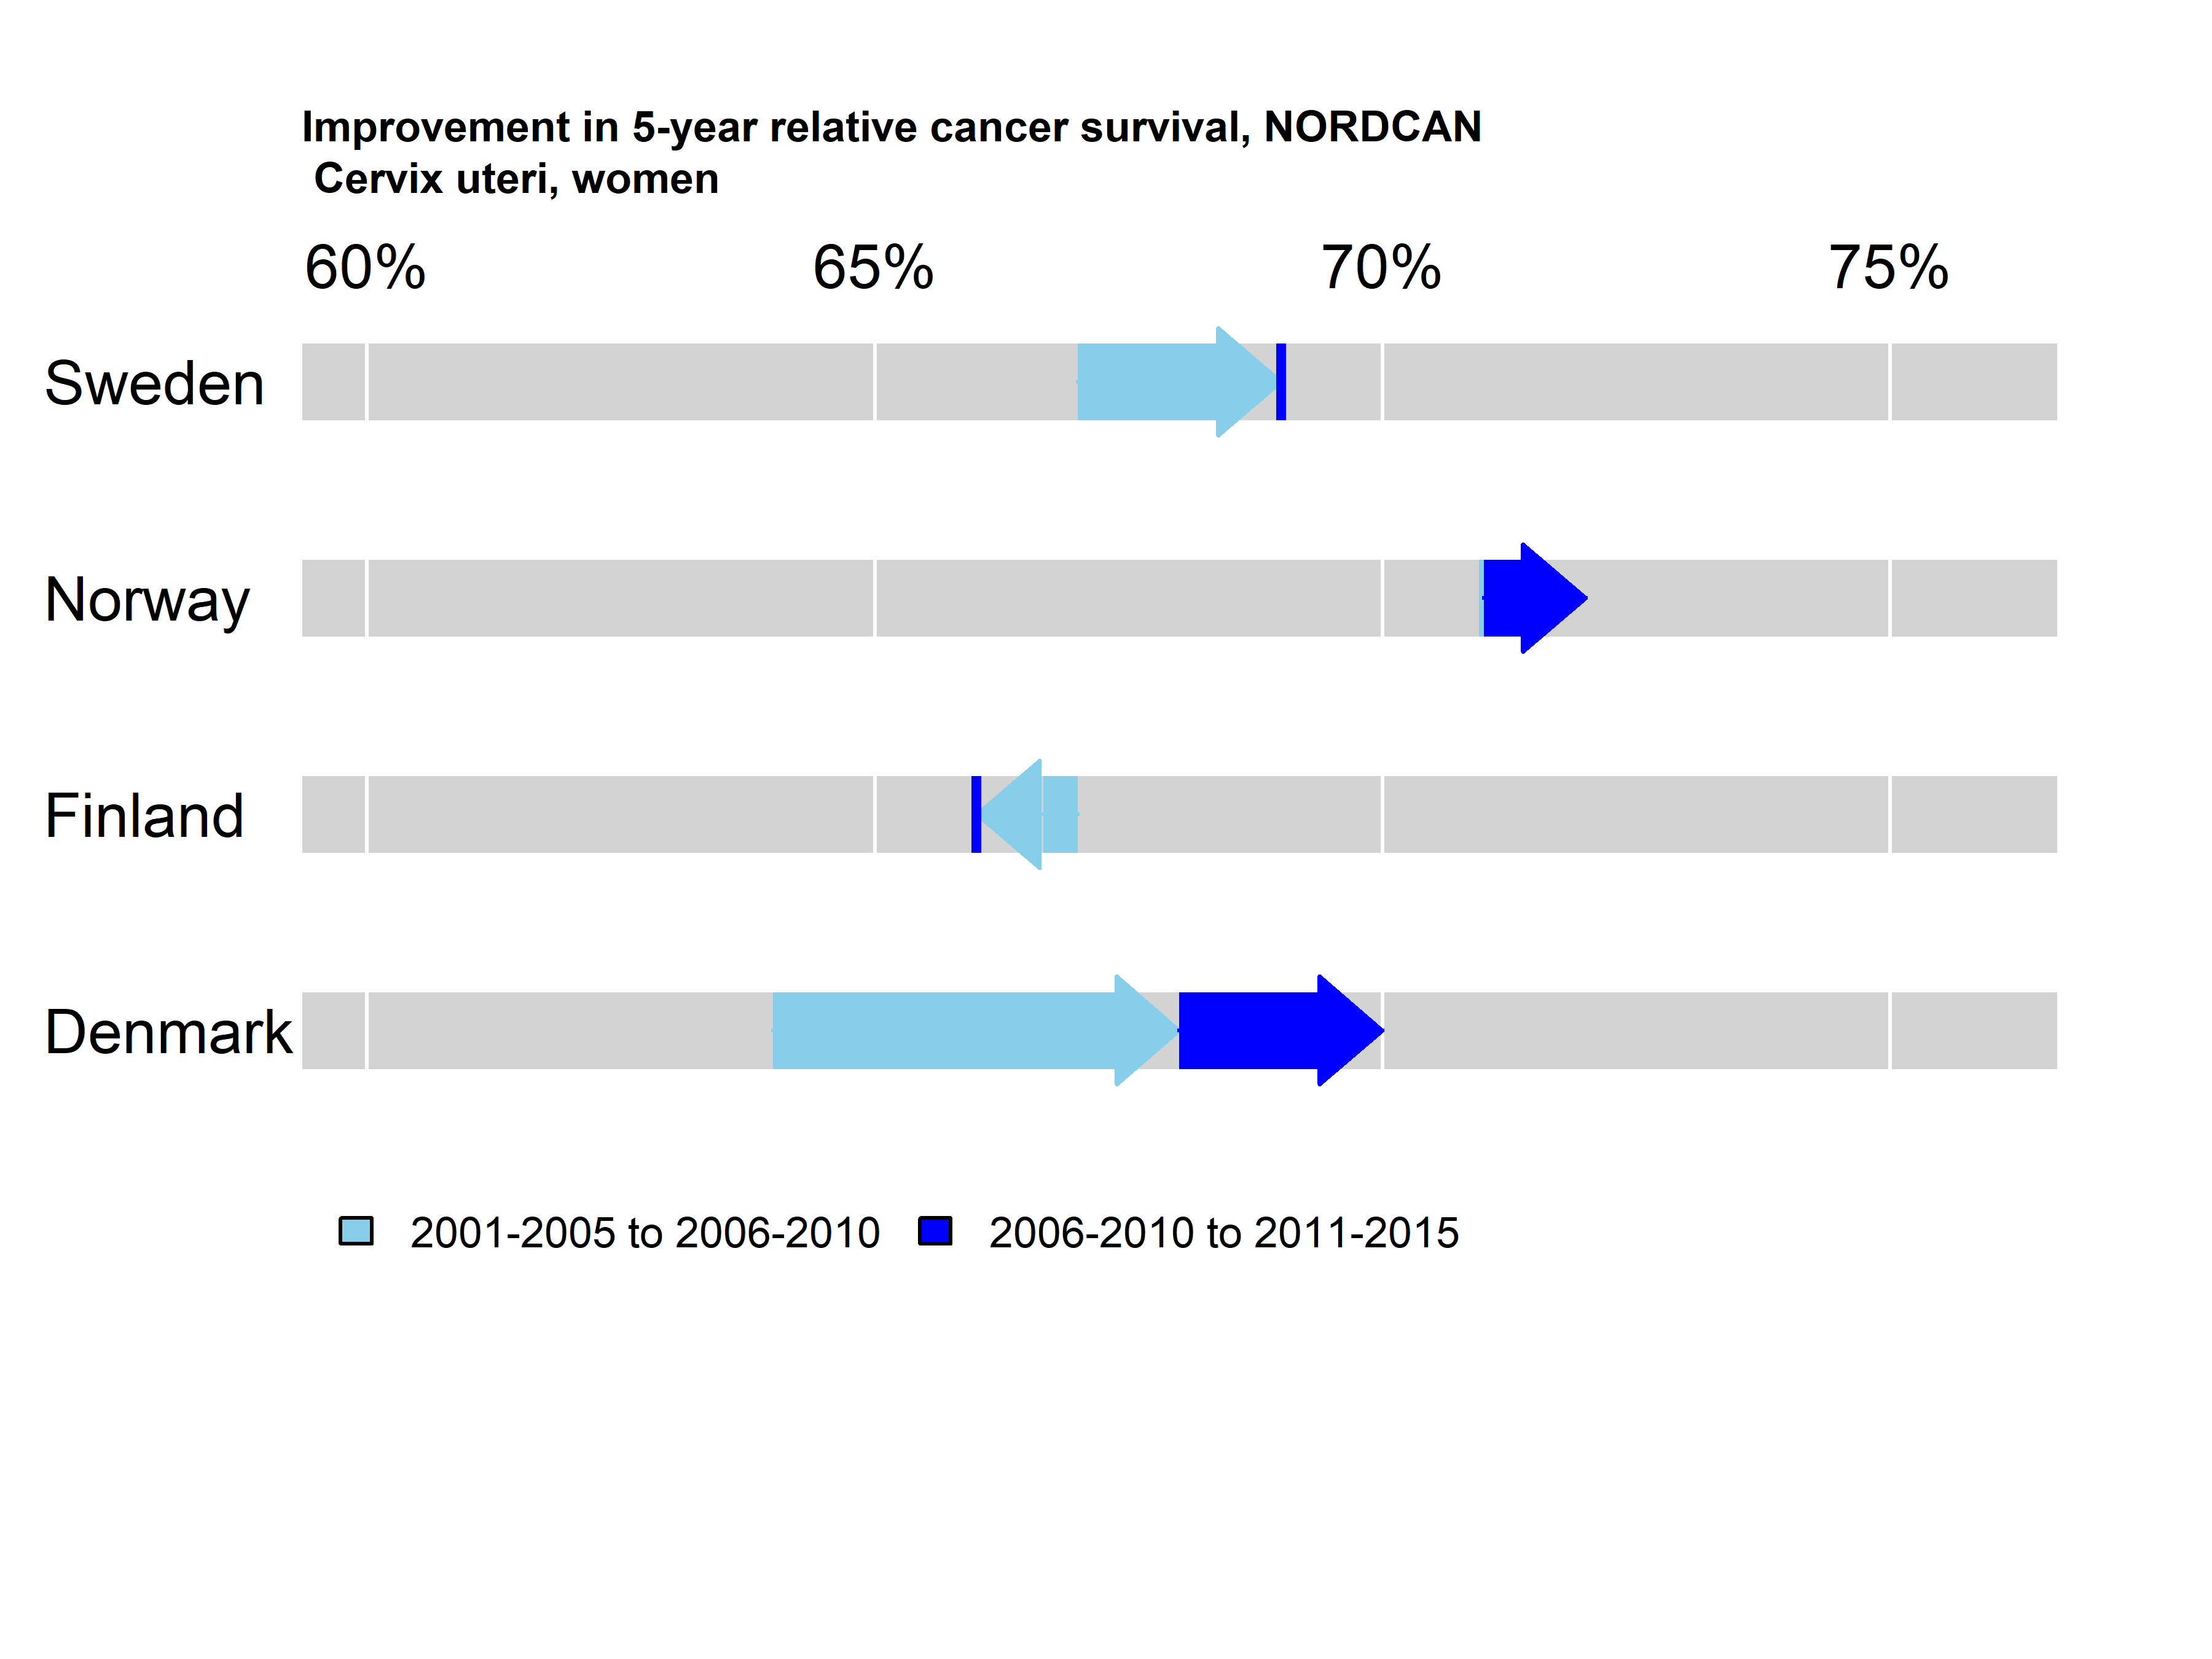 Improvement in 5-year relative cancer survival, NORDCAN
Cervix uteri, women
60% 65% 70% 75%
Sweden
Norway
Finland
Denmark
2001-2005 to 2006-2010 2006-2010 to 2011-2015